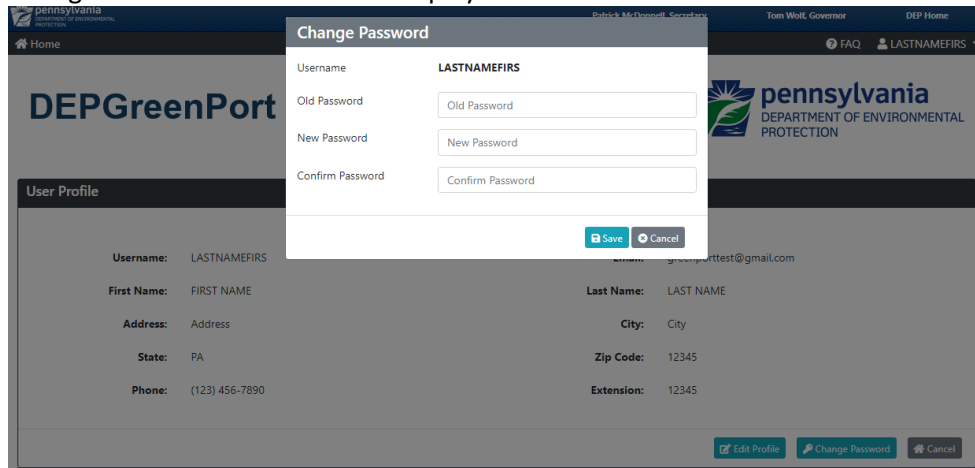 pennsylvania
DEPARTMENT OF ENVIRONMENTAL
PROTECTION
Patrick McDonnell, Secretary
Tom Wolf, Governor
DEP Home
Home
FAQ
LASTNAMEFIRS
Change Password
Username LASTNAMEFIRS
Old Password Old Password
New Password New Password
Confirm Password Confirm Password
Save Cancel
DEPGreenPort
pennsylvania
DEPARTMENT OF ENVIRONMENTAL
PROTECTION
User Profile
Username: LASTNAMEFIRS Email: greenporttest@gmail.com
First Name: FIRST NAME Last Name: LAST NAME
Address: Address City: City
State: PA Zip Code: 12345
Phone: (123) 456-7890 Extension: 12345
Edit Profile Change Password Cancel